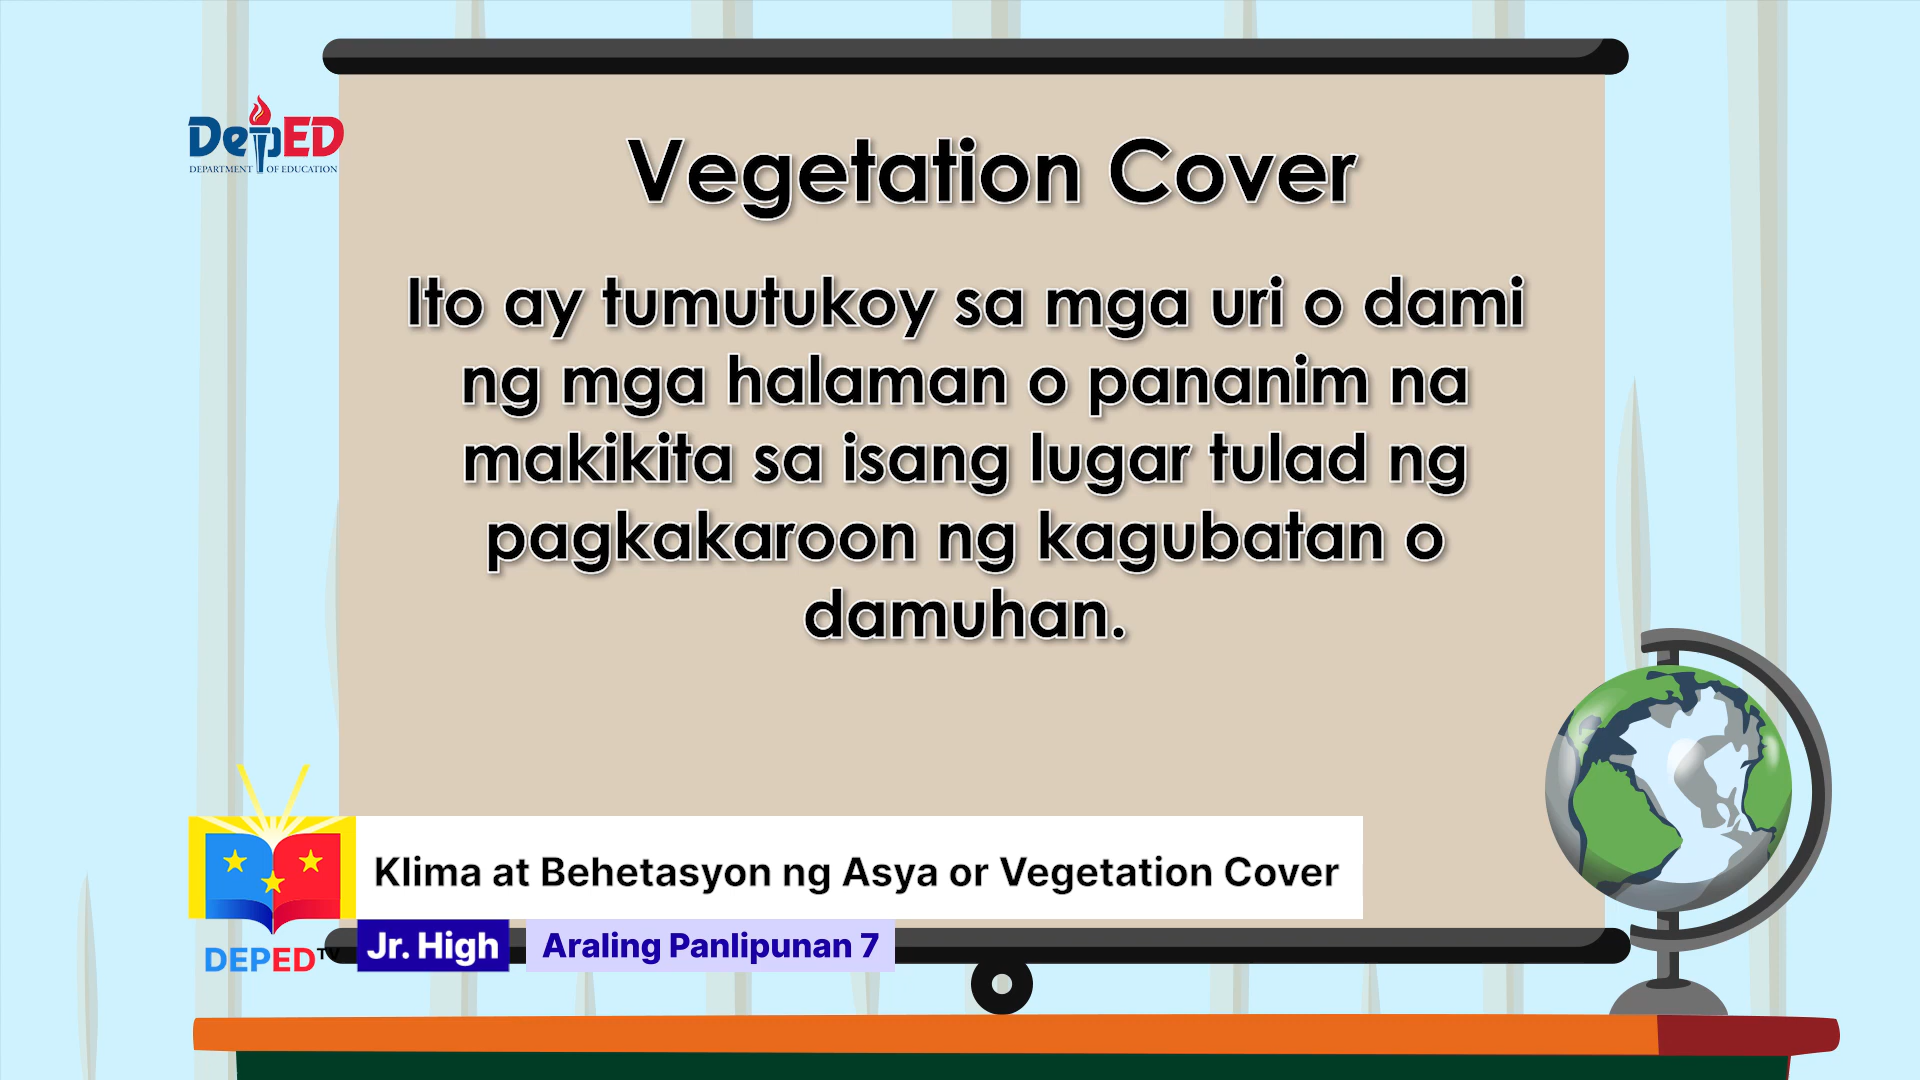 DepED
DEPARTMENT OF EDUCATION
Vegetation Cover
Ito ay tumutukoy sa mga uri o dami
ng mga halaman o pananim na
makikita sa isang lugar tulad ng
pagkakaroon ng kagubatan o
damuhan.
Klima at Behetasyon ng Asya or Vegetation Cover
Jr. High Araling Panlipunan 7
DEPED TV